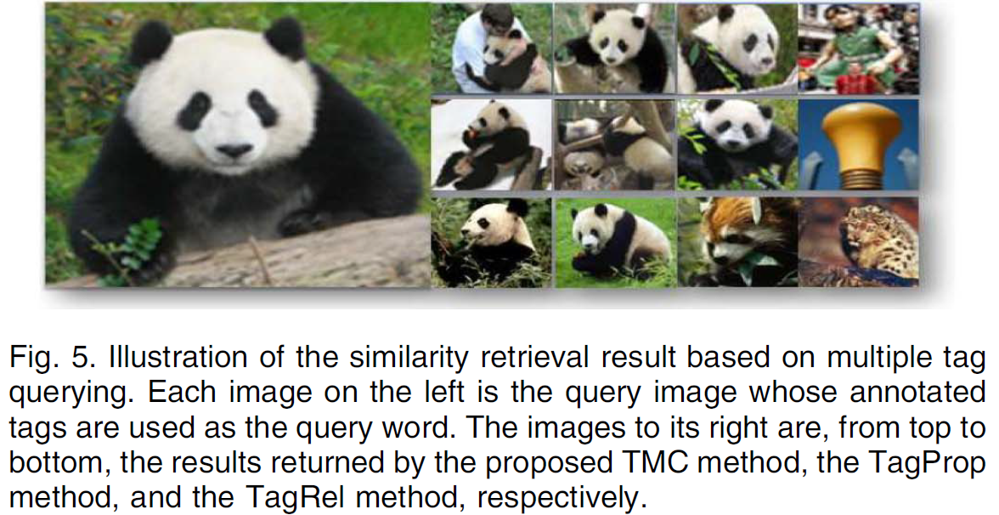 Fig. 5. Illustration of the similarity retrieval result based on multiple tag
querying. Each image on the left is the query image whose annotated
tags are used as the query word. The images to its right are, from top to
bottom, the results returned by the proposed TMC method, the TagProp
method, and the TagRel method, respectively.